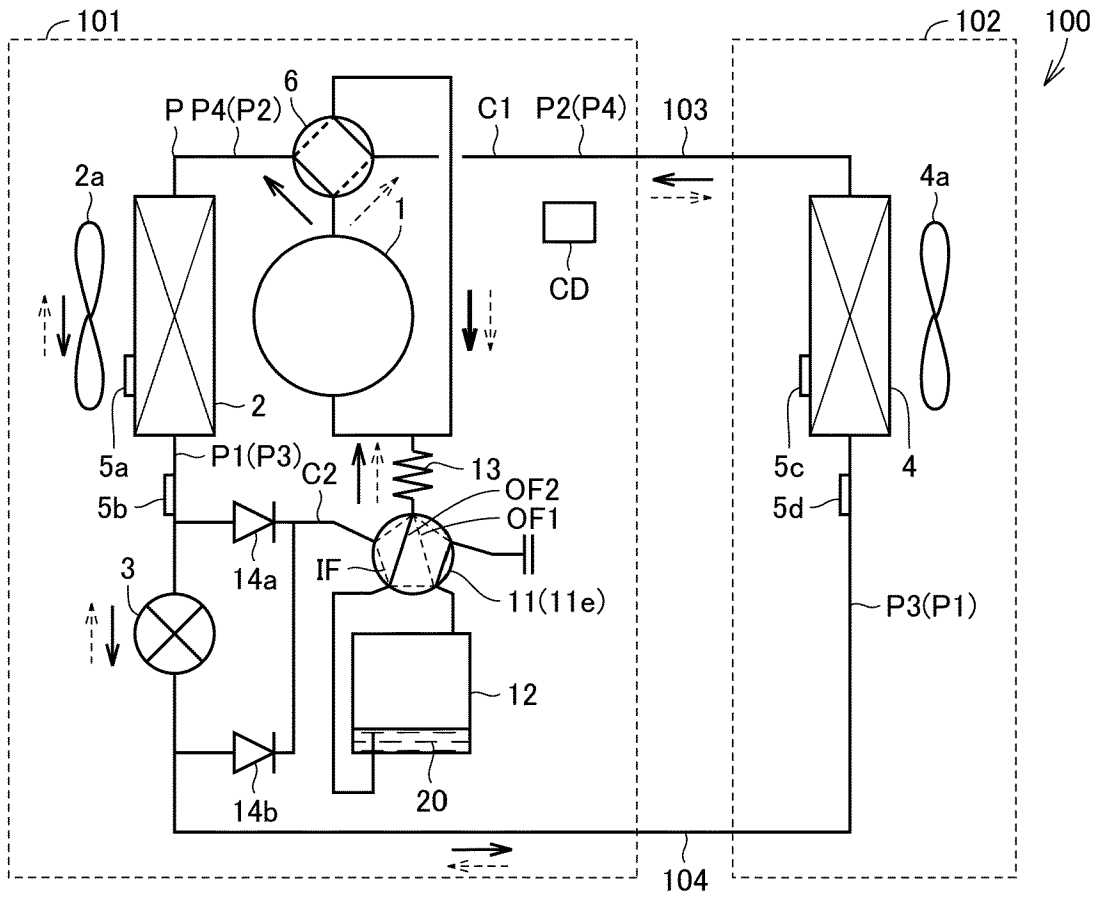 101
102
100
6
P P4(P2)
C1
P2(P4)
103
2a
4a
1
CD
2
4
5a
P1(P3)
5c
13
5b
C2
OF2
5d
OF1
IF
3
14a
11(11e)
P3(P1)
12
14b
20
104